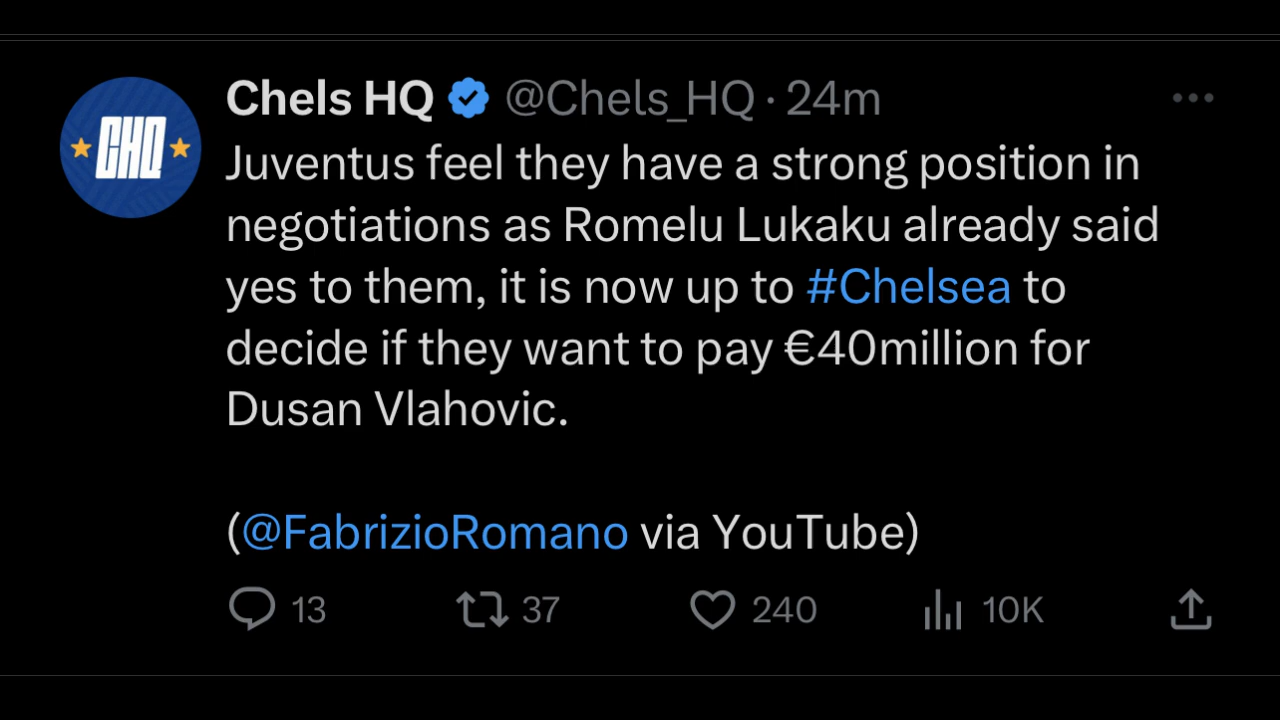 CHQ
Chels HQ @Chels_HQ · 24m
Juventus feel they have a strong position in
negotiations as Romelu Lukaku already said
yes to them, it is now up to #Chelsea to
decide if they want to pay €40million for
Dusan Vlahovic.
(@FabrizioRomano via YouTube)
13 37 240 10K